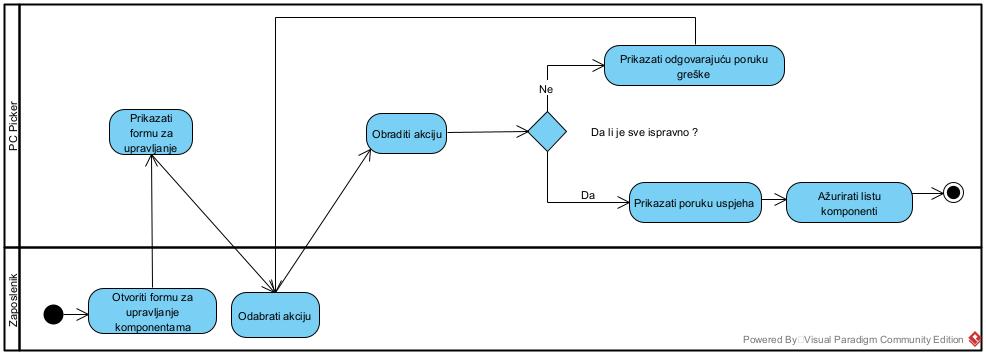 PC Picker
Prikazati odgovarajuću poruku
greške
Ne
Prikazati
formu za
upravljanje
Obraditi akciju
Da li je sve ispravno ?
Da
Prikazati poruku uspjeha
Ažurirati listu
komponenti
Zaposlenik
Otvoriti formu za
upravljanje
komponentama
Odabrati akciju
Powered By Visual Paradigm Community Edition